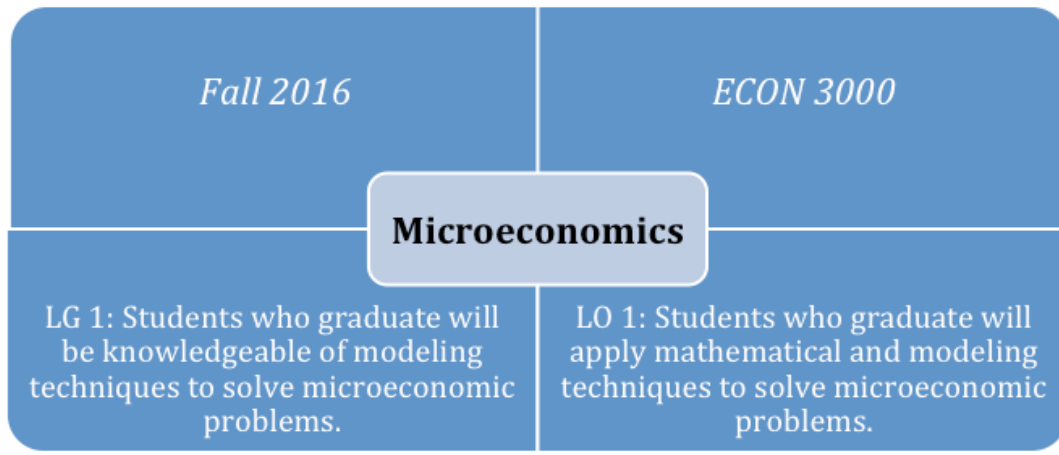 Fall 2016
ECON 3000
Microeconomics
LG 1: Students who graduate will
be knowledgeable of modeling
techniques to solve microeconomic
problems.
LO 1: Students who graduate will
apply mathematical and modeling
techniques to solve microeconomic
problems.